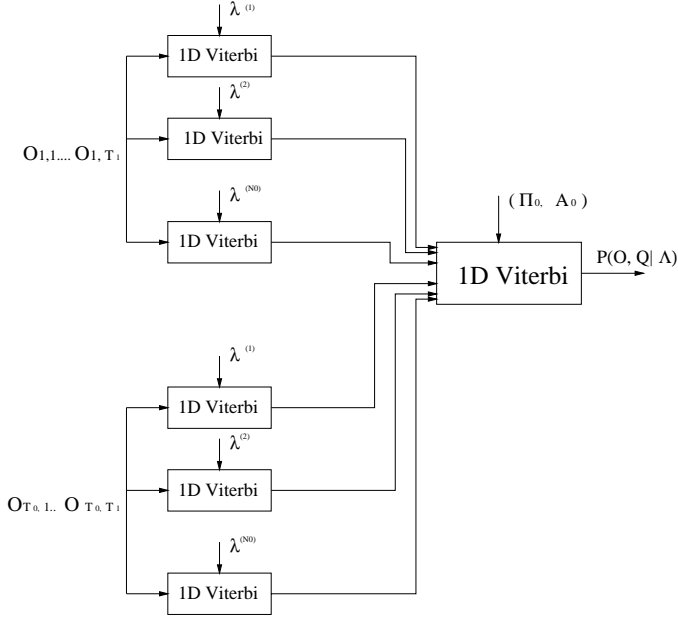 λ (1)
1D Viterbi
λ (2)
1D Viterbi
O1,1.... O1, T1
λ (N0)
1D Viterbi
( Π0, A0 )
1D Viterbi
P(O, Q| Λ)
λ (1)
1D Viterbi
λ (2)
1D Viterbi
OT0, 1.. O T0, T1
λ (N0)
1D Viterbi